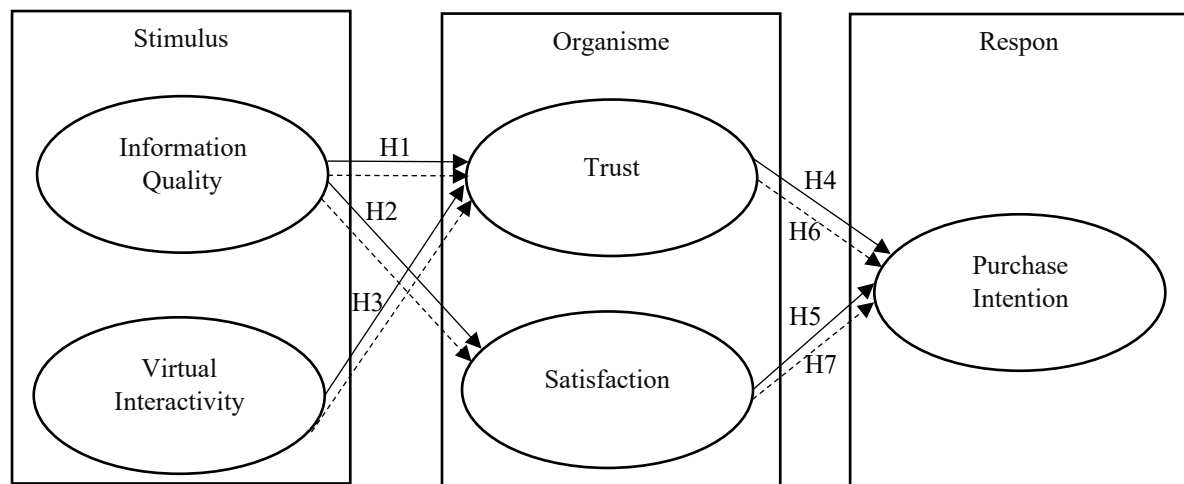 Stimulus
Organisme
Respon
Information
Quality
H1
Trust
H4
H2
H6
Purchase
Intention
H3
H5
Virtual
Interactivity
Satisfaction
H7